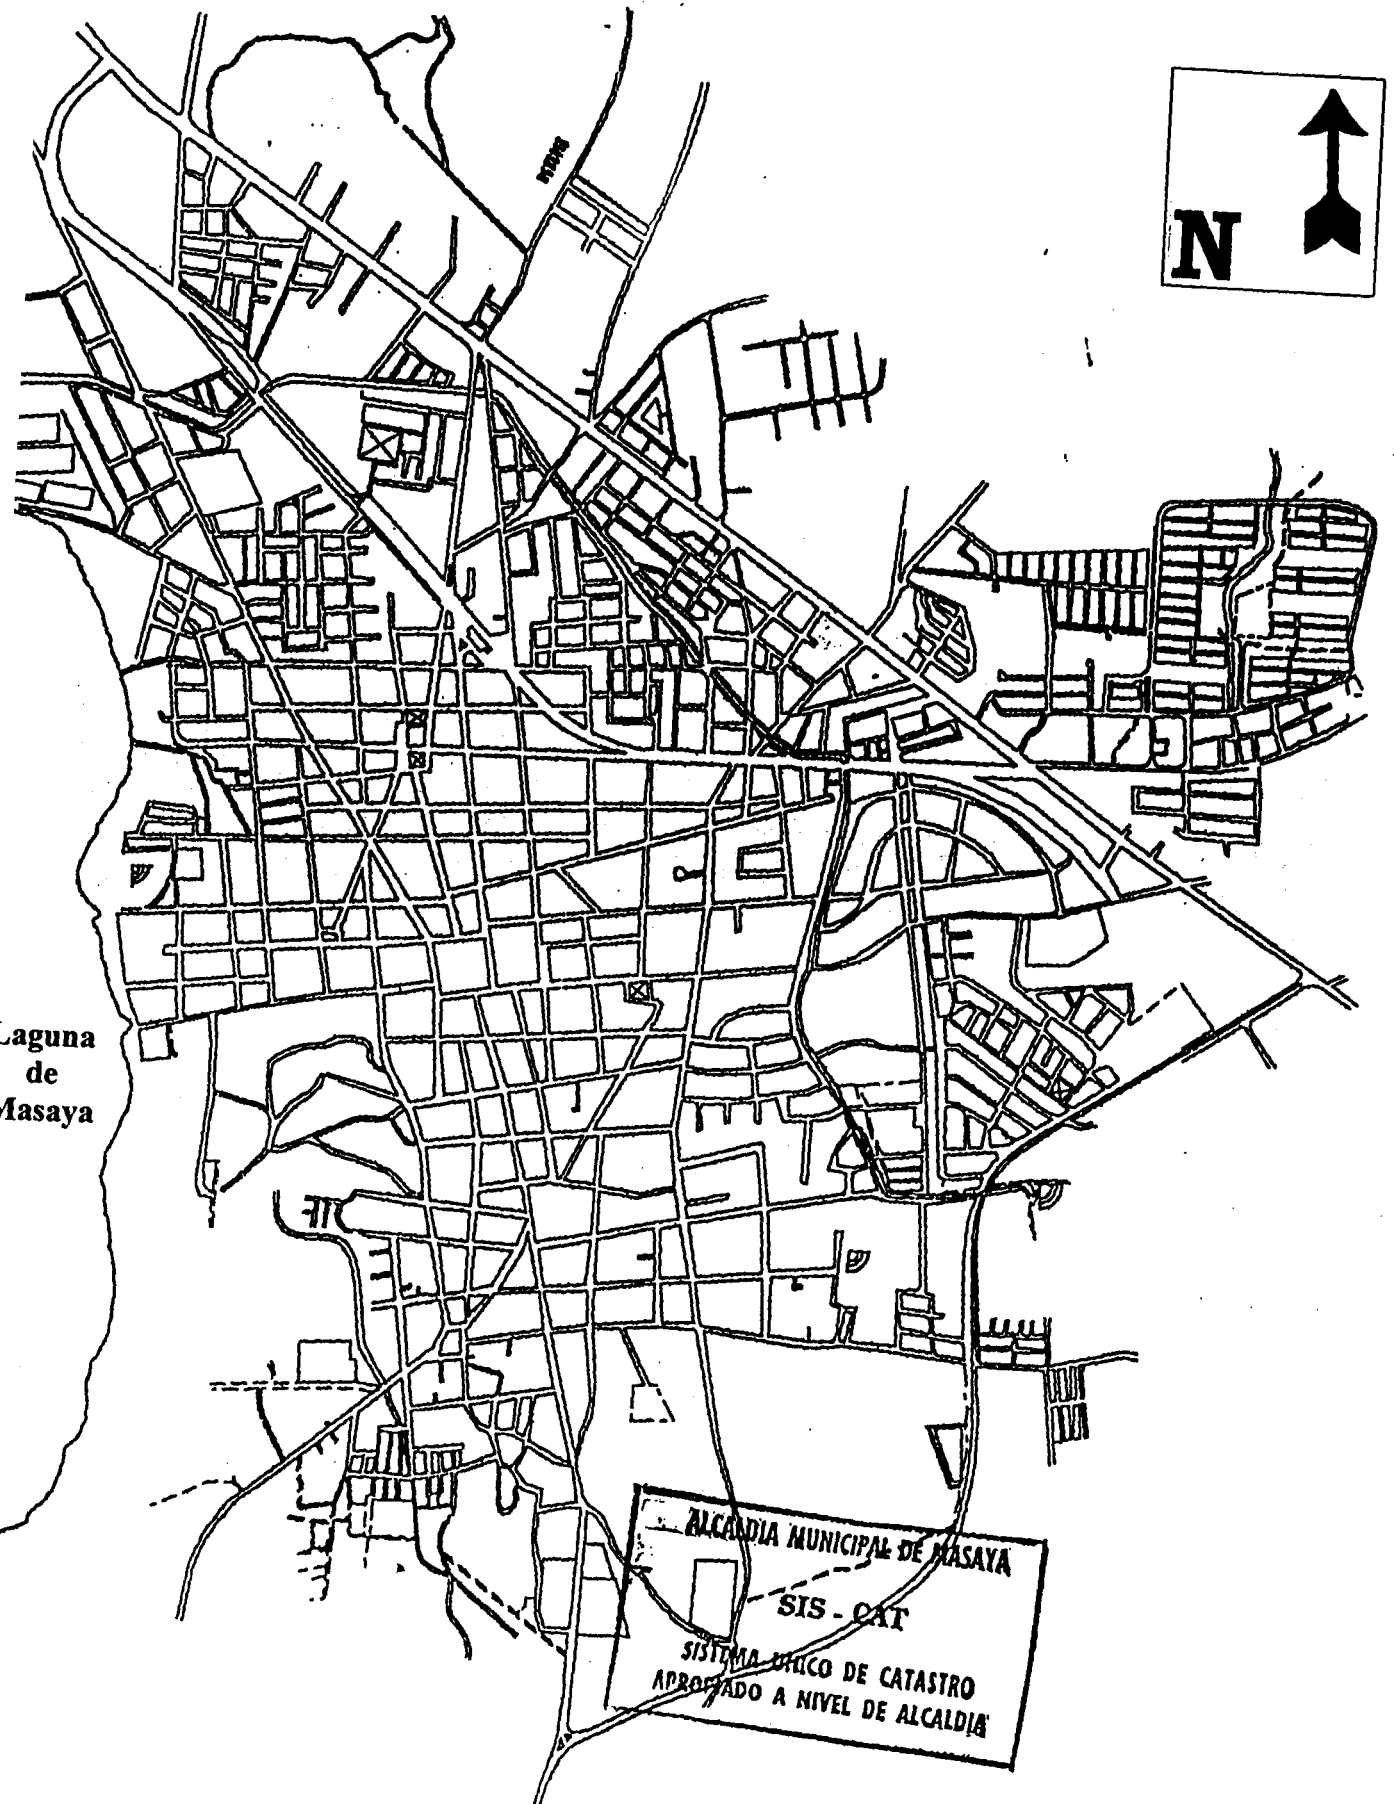 N
Laguna
de
Masaya
ALCALDIA MUNICIPAL DE MASAYA
SIS - CAT
SISTEMA UNICO DE CATASTRO
APROBADO A NIVEL DE ALCALDIA